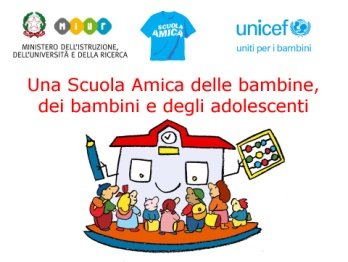 miur
MINISTERO DELL'ISTRUZIONE,
DELL'UNIVERSITÀ E DELLA RICERCA
SCUOLA
AMICA
unicef
uniti per i bambini
Una Scuola Amica delle bambine,
dei bambini e degli adolescenti